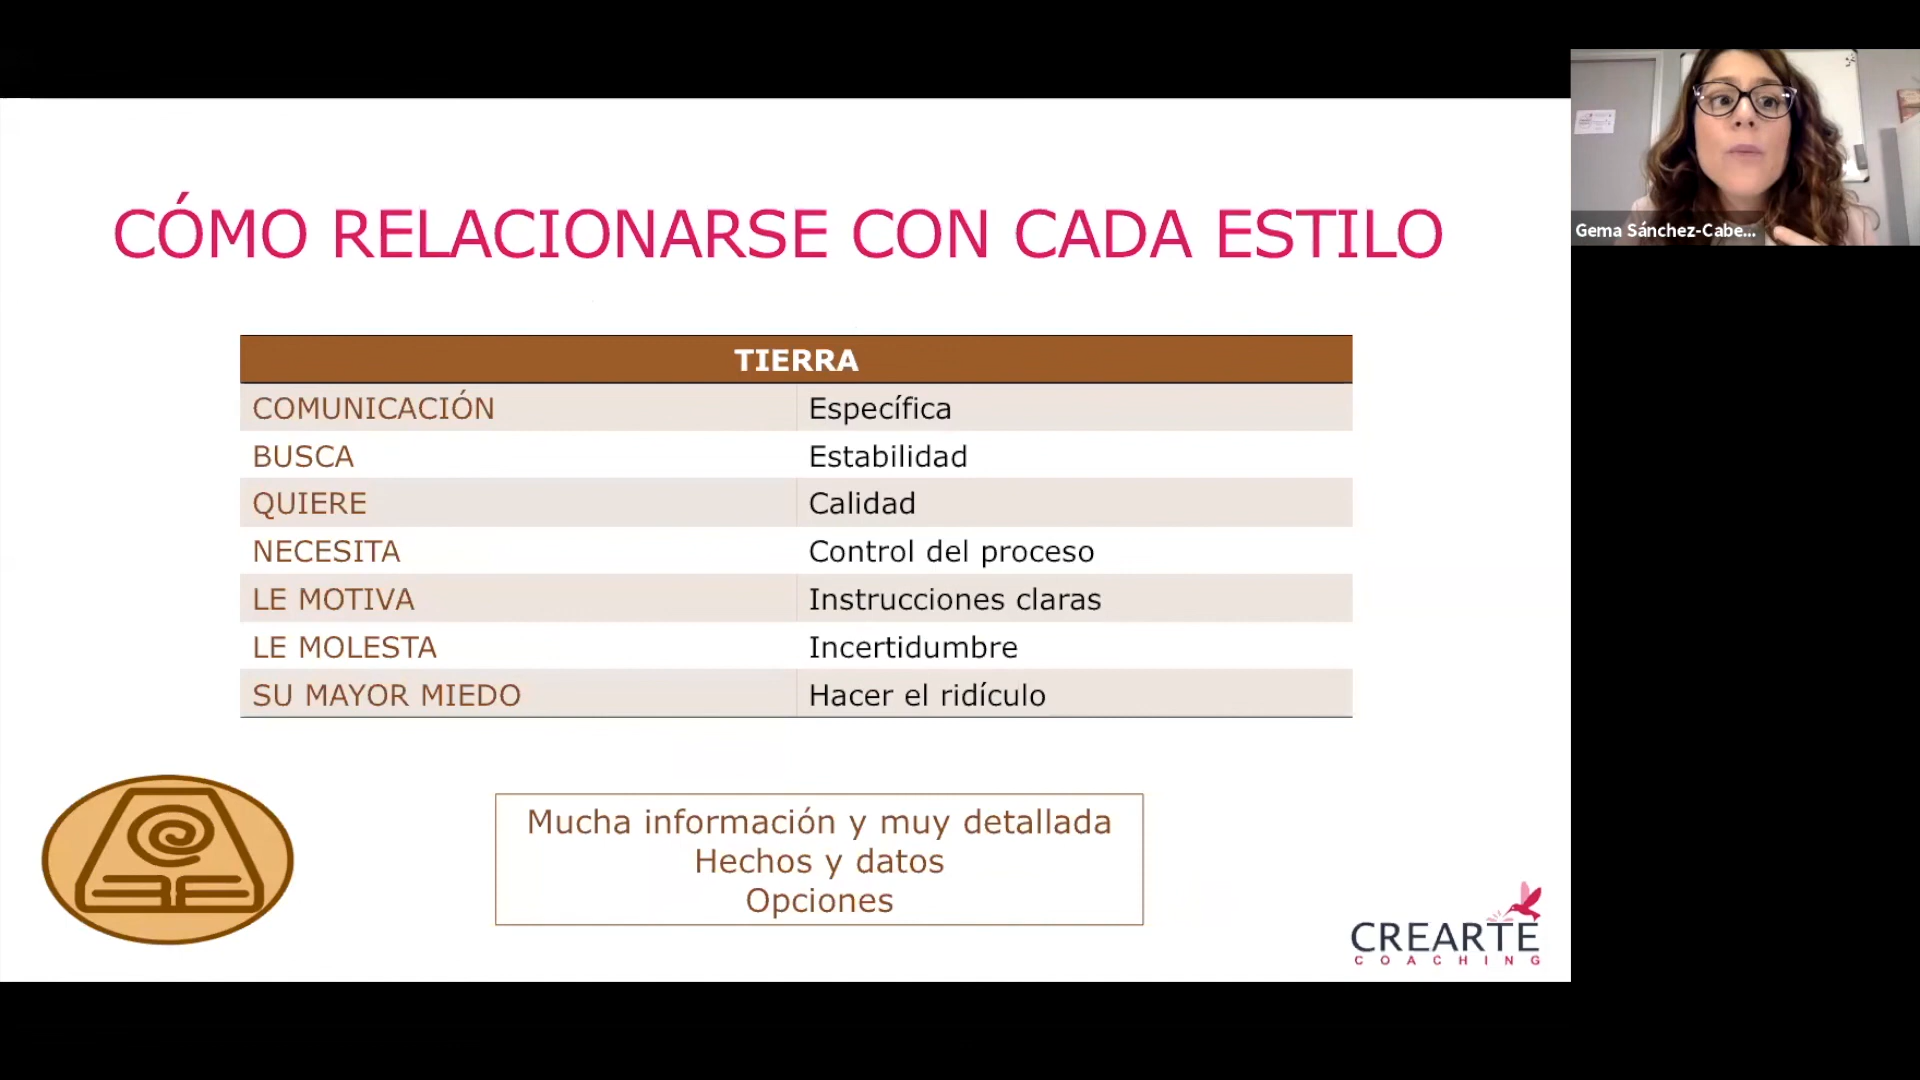 CÓMO RELACIONARSE CON CADA ESTILO
Gema Sánchez-Cabe...
TIERRA
COMUNICACIÓN Específica
BUSCA Estabilidad
QUIERE Calidad
NECESITA Control del proceso
LE MOTIVA Instrucciones claras
LE MOLESTA Incertidumbre
SU MAYOR MIEDO Hacer el ridículo
Mucha información y muy detallada
Hechos y datos
Opciones
CREARTE
COACHING